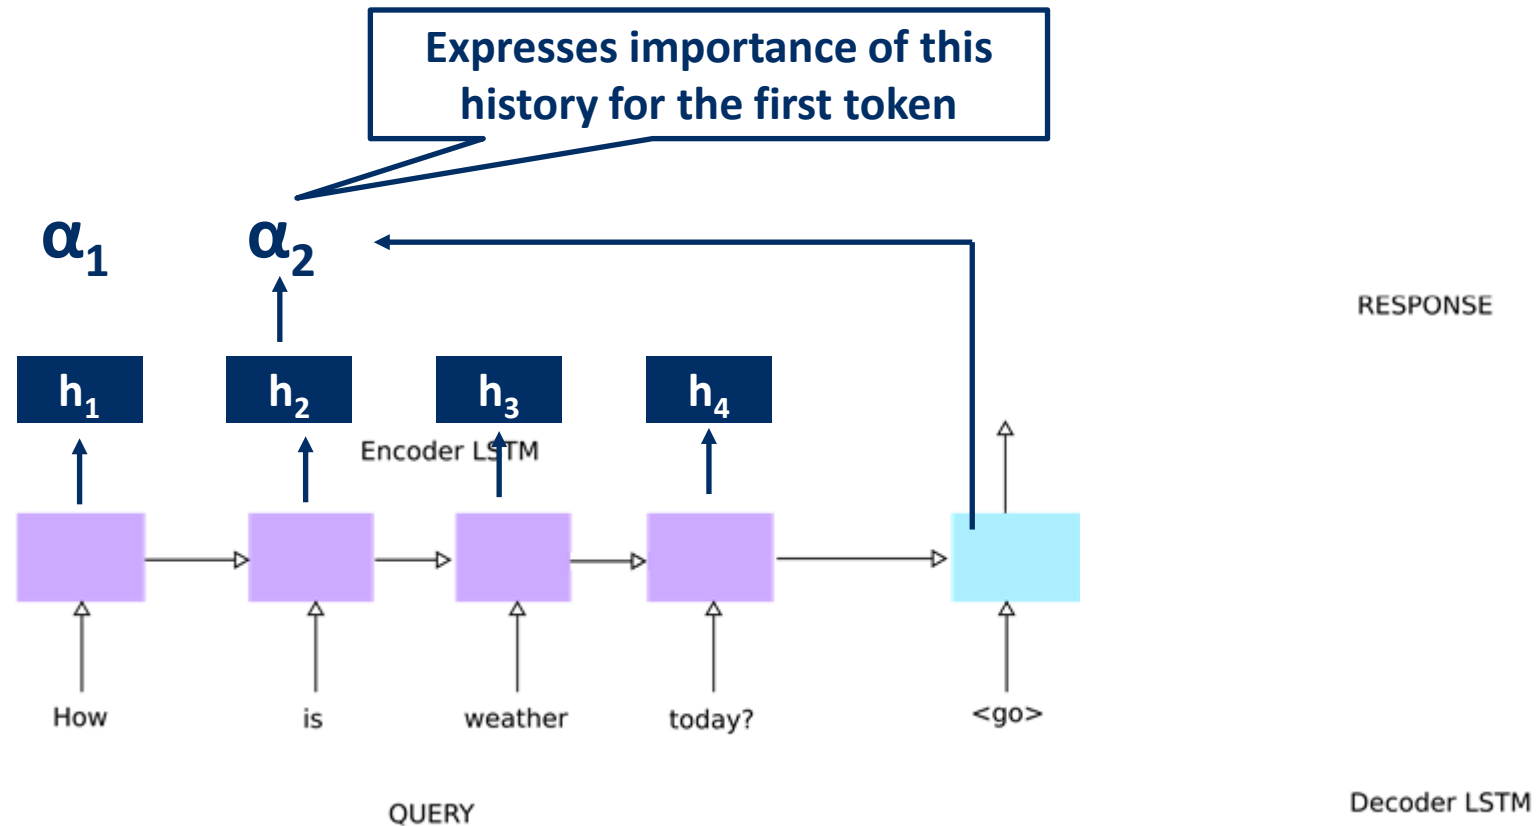 Expresses importance of this
history for the first token
α₁ α₂
RESPONSE
h₁ h₂ h₃ h₄
Encoder LSTM
How is weather today? <go>
QUERY
Decoder LSTM